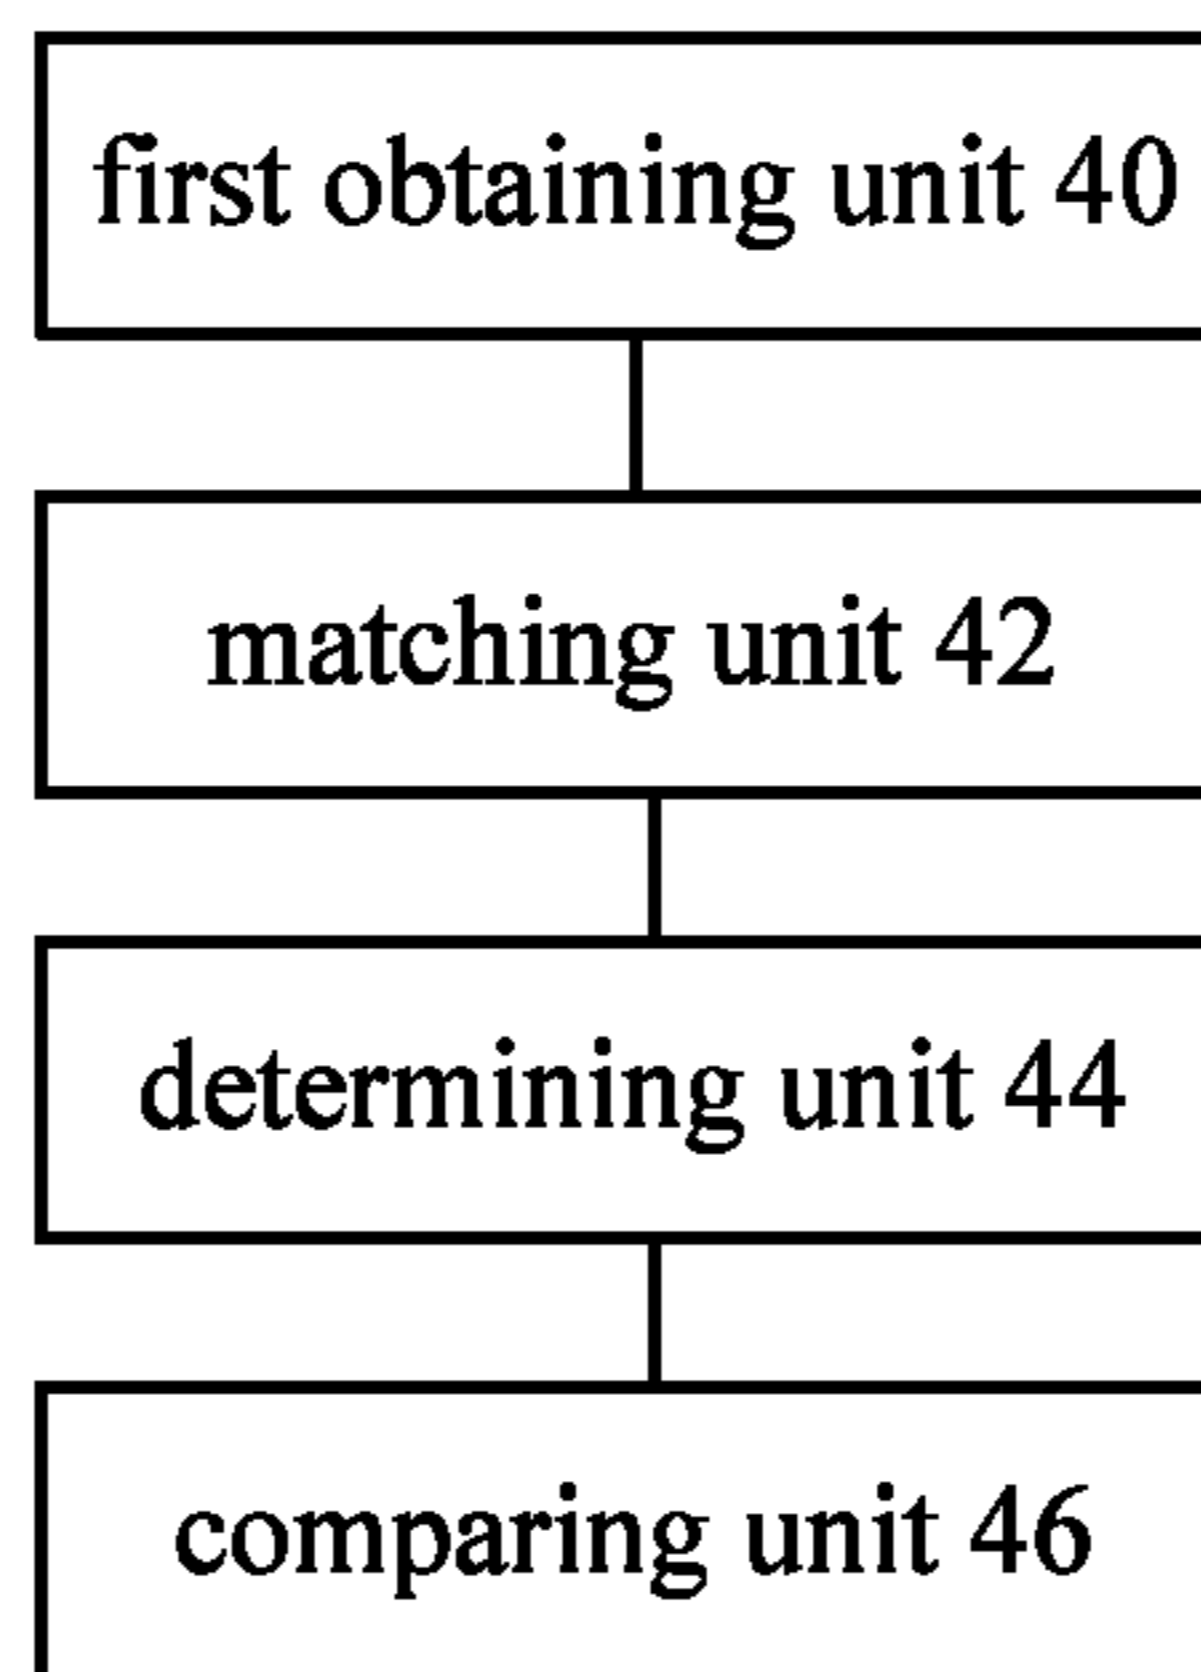 first obtaining unit 40
matching unit 42
determining unit 44
comparing unit 46